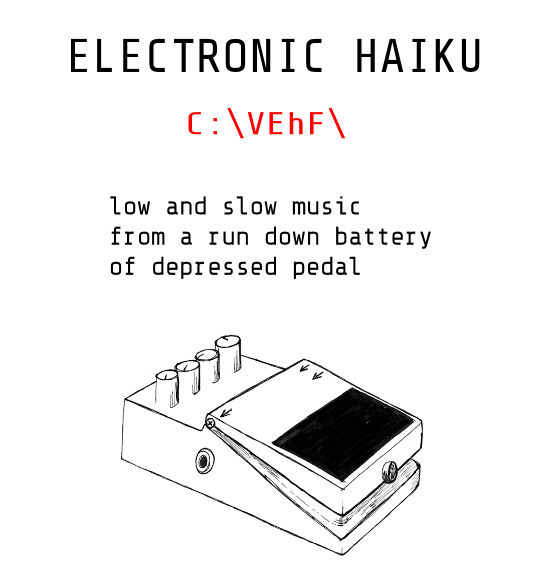 ELECTRONIC HAIKU
C:\VEhF\
low and slow music
from a run down battery
of depressed pedal